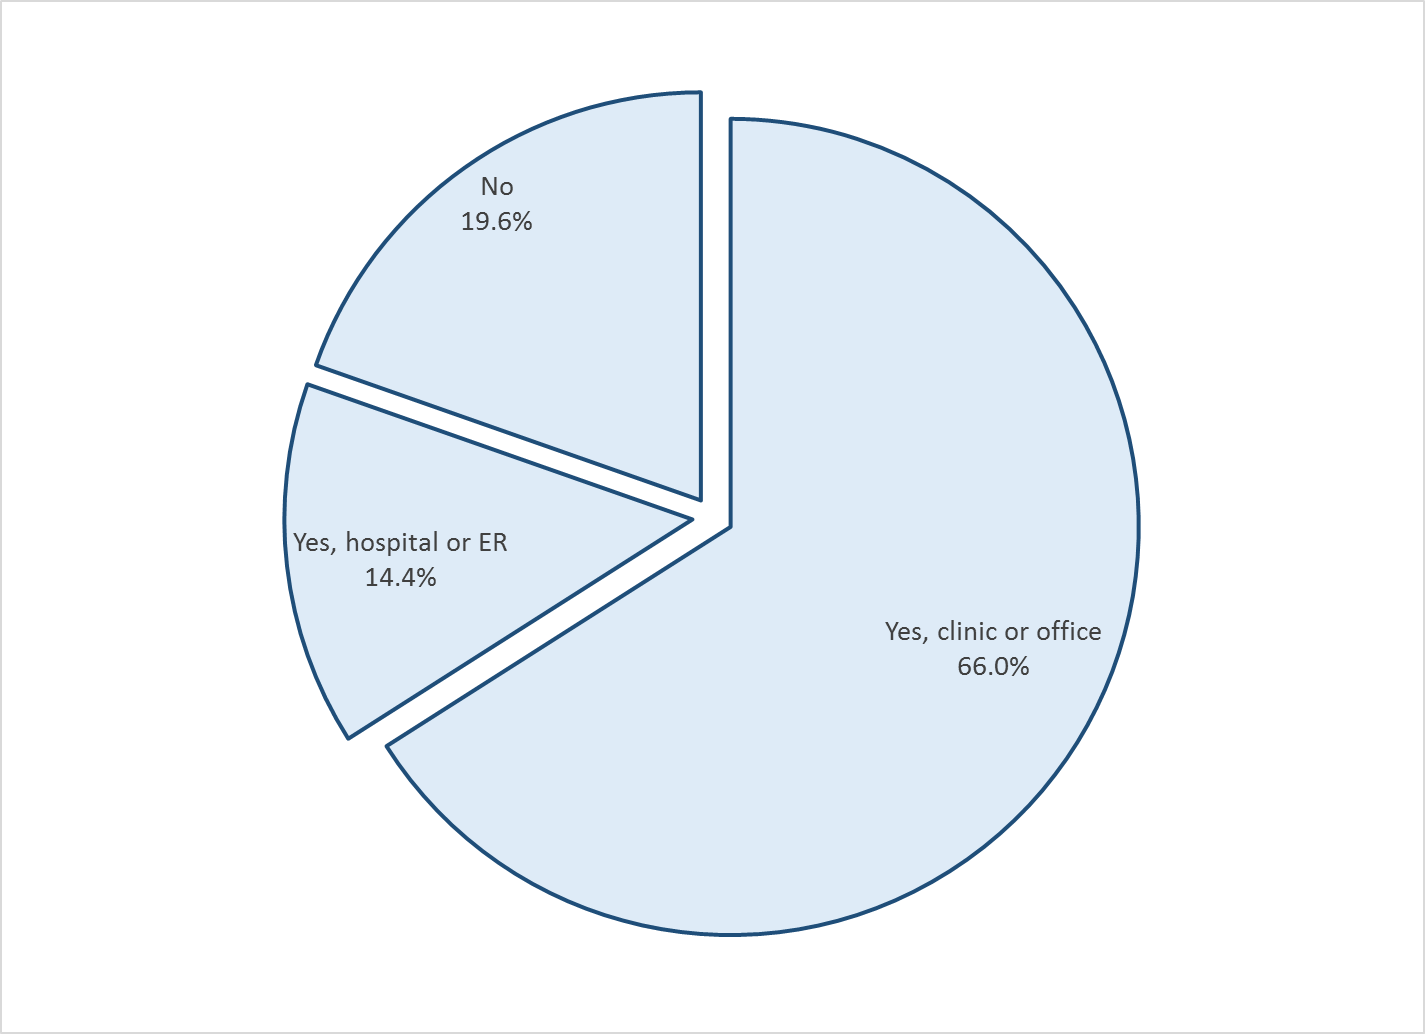 No
19.6%
Yes, hospital or ER
14.4%
Yes, clinic or office
66.0%